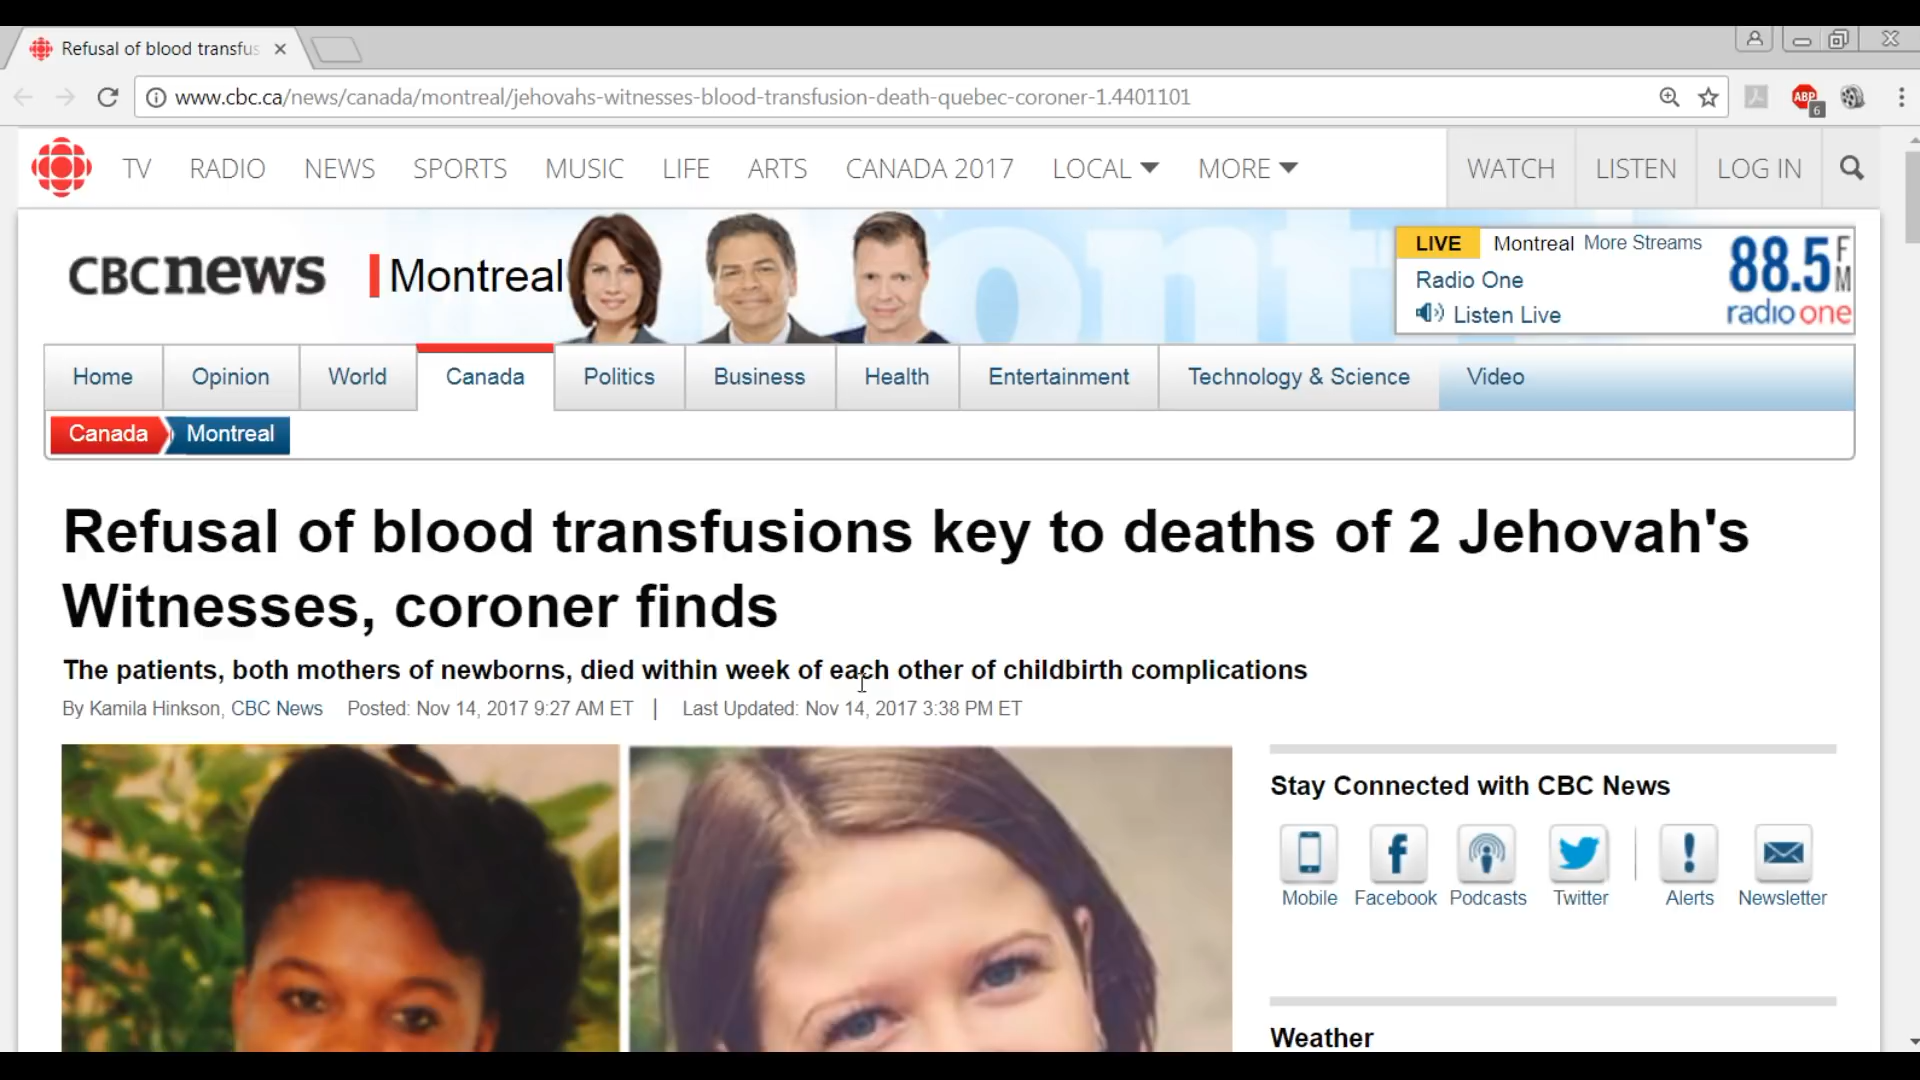 Refusal of blood transfus
www.cbc.ca/news/canada/montreal/jehovahs-witnesses-blood-transfusion-death-quebec-coroner-1.4401101
ABP
6
TV RADIO NEWS SPORTS MUSIC LIFE ARTS CANADA 2017 LOCAL MORE WATCH LISTEN LOG IN
CBCnews Montreal
ont
LIVE Montreal More Streams
Radio One
Listen Live
88.5 FM
radio one
Home Opinion World Canada Politics Business Health Entertainment Technology & Science Video
Canada Montreal
Refusal of blood transfusions key to deaths of 2 Jehovah's
Witnesses, coroner finds
The patients, both mothers of newborns, died within week of each other of childbirth complications
By Kamila Hinkson, CBC News Posted: Nov 14, 2017 9:27 AM ET | Last Updated: Nov 14, 2017 3:38 PM ET
Stay Connected with CBC News
Mobile Facebook Podcasts Twitter Alerts Newsletter
Weather